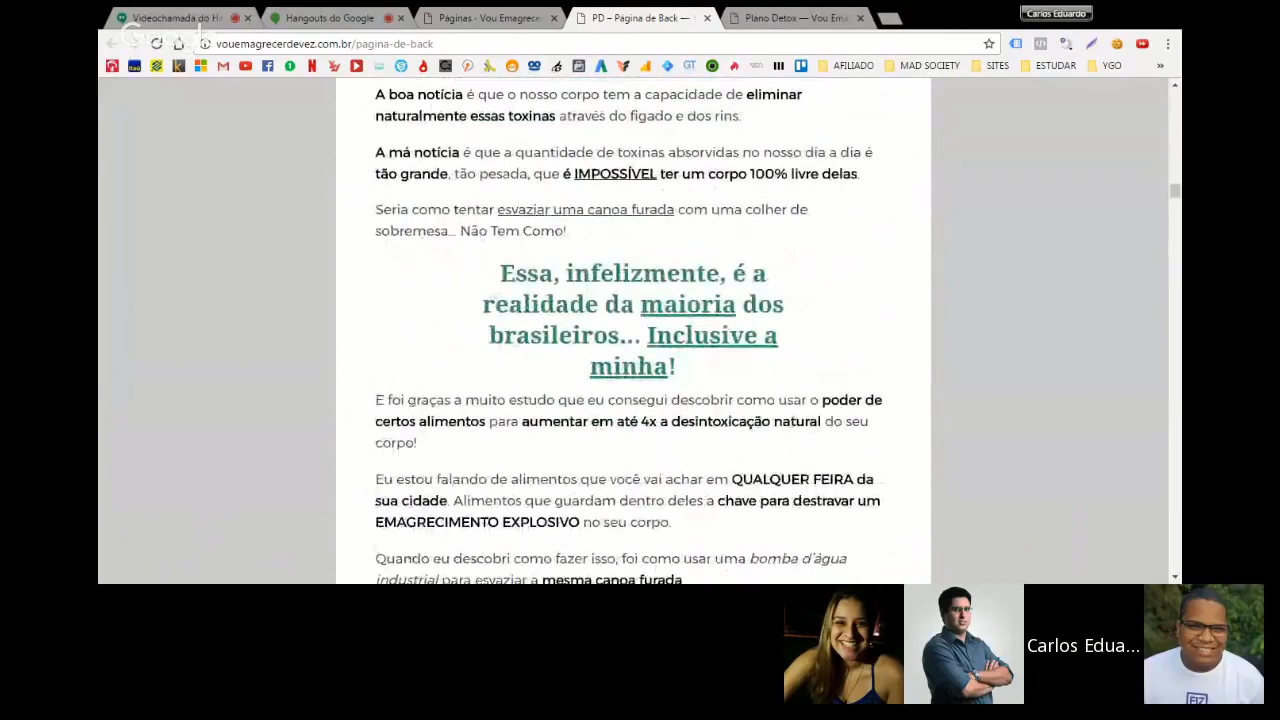 Videochamada do Ha
Hangouts do Google
Páginas - Vou Emagrece
PD – Página de Back —
Plano Detox — Vou Ema
Carlos Eduardo
vouemagrecerdevez.com.br/pagina-de-back
AFILIADO
MAD SOCIETY
SITES
ESTUDAR
YGO
A boa notícia é que o nosso corpo tem a capacidade de eliminar
naturalmente essas toxinas através do fígado e dos rins.
A má notícia é que a quantidade de toxinas absorvidas no nosso dia a dia é
tão grande, tão pesada, que é IMPOSSÍVEL ter um corpo 100% livre delas.
Seria como tentar esvaziar uma canoa furada com uma colher de
sobremesa... Não Tem Como!
Essa, infelizmente, é a
realidade da maioria dos
brasileiros... Inclusive a
minha!
E foi graças a muito estudo que eu consegui descobrir como usar o poder de
certos alimentos para aumentar em até 4x a desintoxicação natural do seu
corpo!
Eu estou falando de alimentos que você vai achar em QUALQUER FEIRA da
sua cidade. Alimentos que guardam dentro deles a chave para destravar um
EMAGRECIMENTO EXPLOSIVO no seu corpo.
Quando eu descobri como fazer isso, foi como usar uma bomba d'água
industrial para esvaziar a mesma canoa furada
Carlos Edua...
FIZ